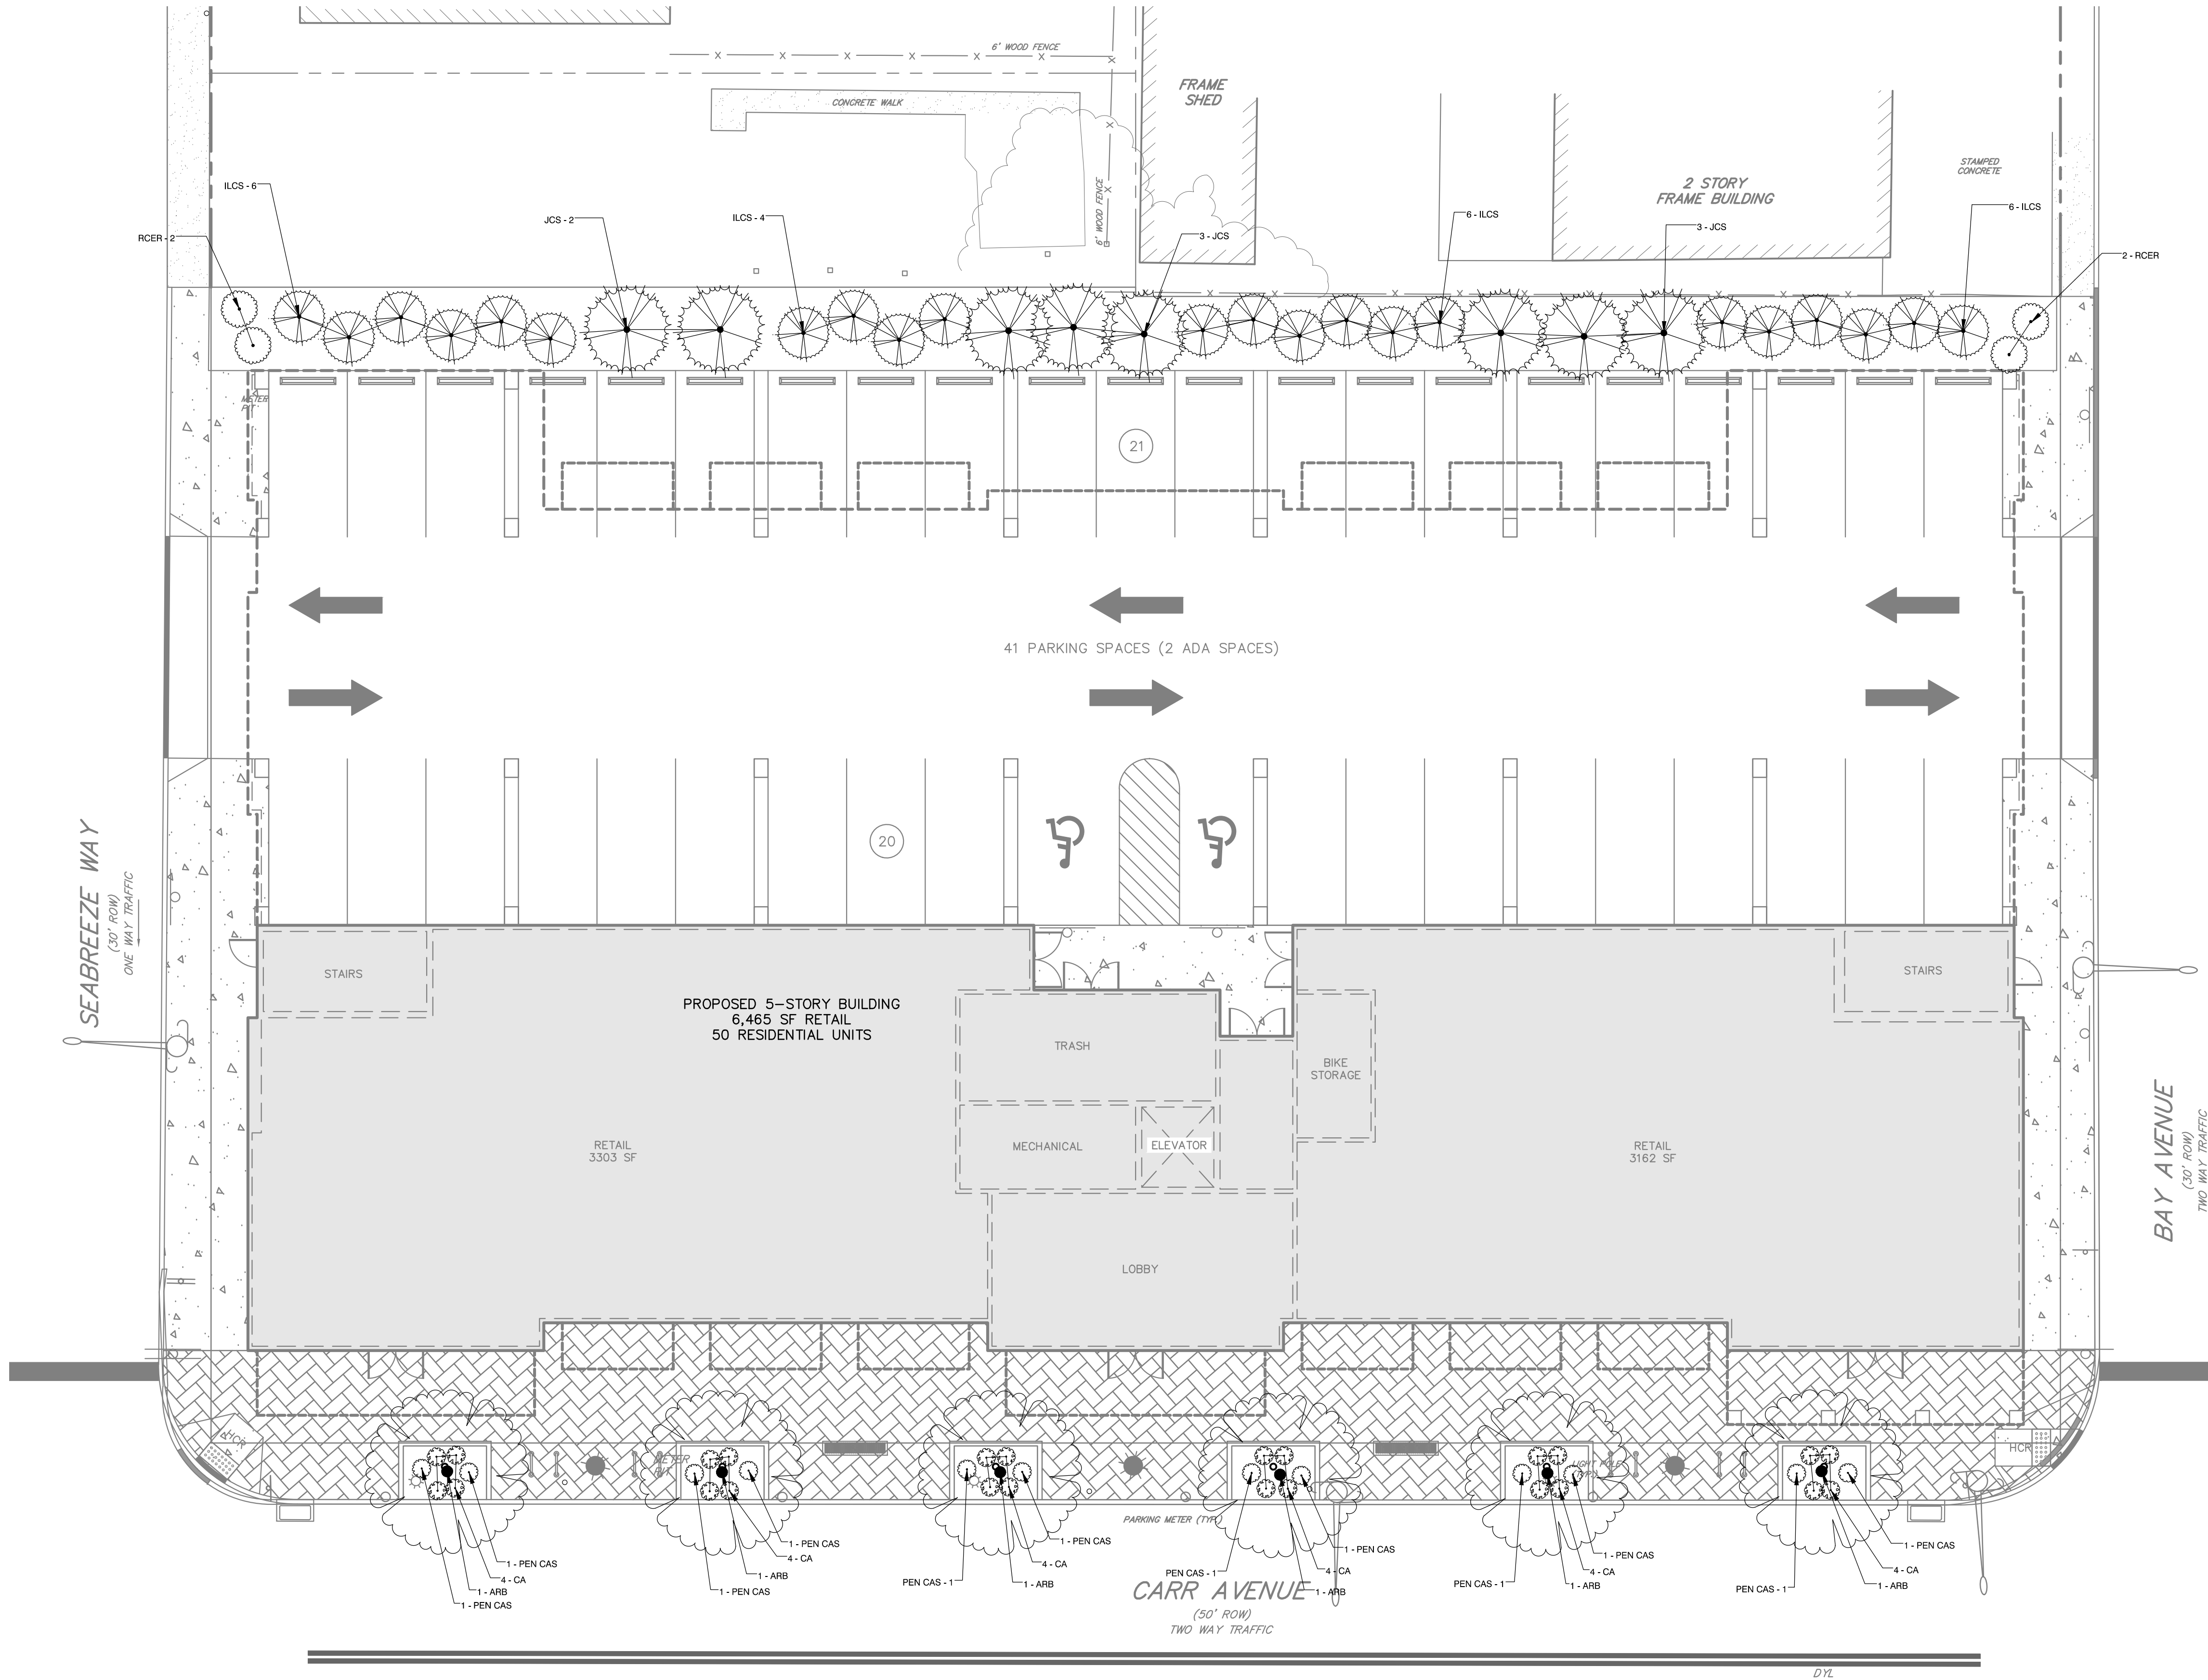 6' WOOD FENCE
CONCRETE WALK
FRAME
SHED
6' WOOD FENCE
2 STORY
FRAME BUILDING
STAMPED
CONCRETE
ILCS - 6
JCS - 2
ILCS - 4
RCER - 2
3 - JCS
6 - ILCS
3 - JCS
6 - ILCS
2 - RCER
METER
PIT
21
41 PARKING SPACES (2 ADA SPACES)
20
SEABREEZE WAY
(30' ROW)
ONE WAY TRAFFIC
STAIRS
PROPOSED 5-STORY BUILDING
6,465 SF RETAIL
50 RESIDENTIAL UNITS
TRASH
BIKE
STORAGE
STAIRS
RETAIL
3303 SF
MECHANICAL
ELEVATOR
RETAIL
3162 SF
LOBBY
BAY AVENUE
(30' ROW)
TWO WAY TRAFFIC
HCR
METER
PIT
LIGHT POLE
(TYP.)
HCR
PARKING METER (TYP.)
1 - PEN CAS
4 - CA
1 - ARB
1 - PEN CAS
1 - PEN CAS
4 - CA
1 - ARB
1 - PEN CAS
1 - PEN CAS
4 - CA
PEN CAS - 1
1 - ARB
1 - PEN CAS
4 - CA
PEN CAS - 1
1 - ARB
1 - PEN CAS
4 - CA
PEN CAS - 1
1 - ARB
1 - PEN CAS
4 - CA
PEN CAS - 1
1 - ARB
CARR AVENUE
(50' ROW)
TWO WAY TRAFFIC
DYL